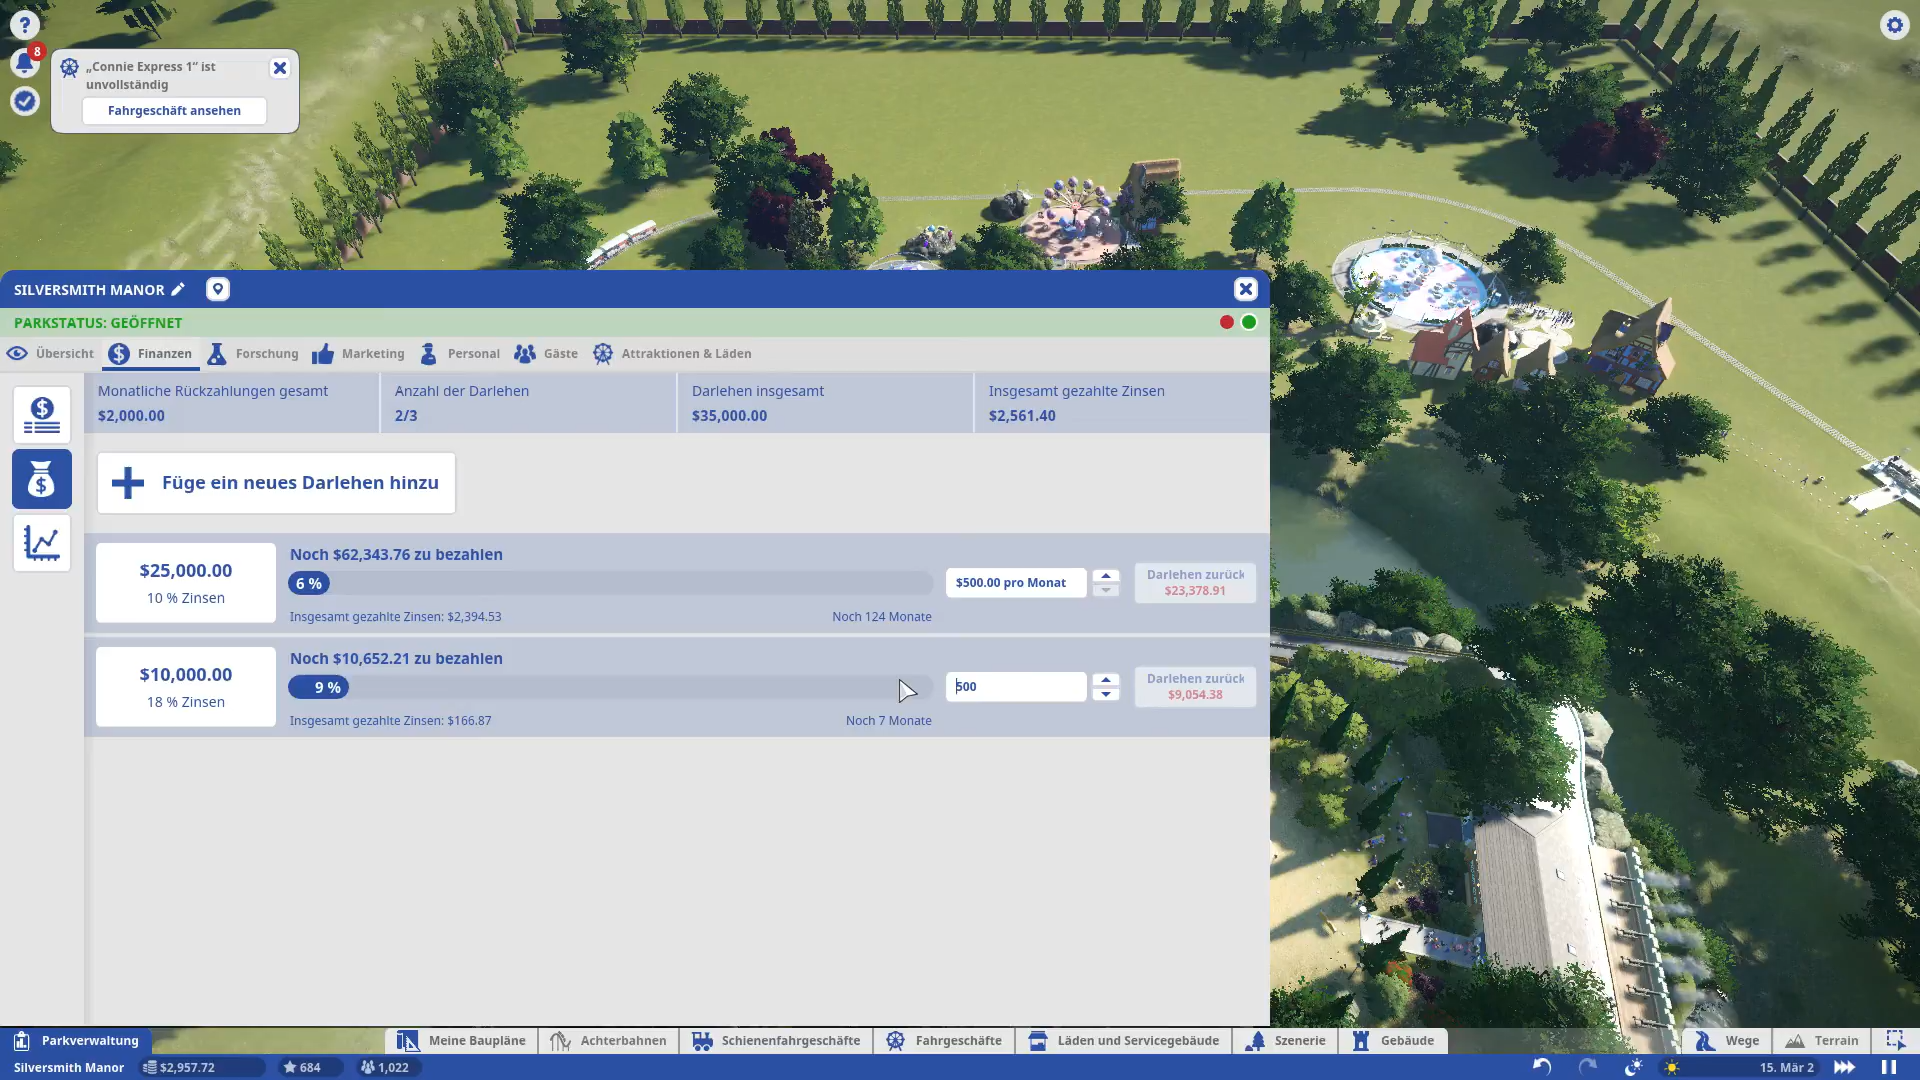 ?
8
„Connie Express 1“ ist
unvollständig
Fahrgeschäft ansehen
SILVERSMITH MANOR
PARKSTATUS: GEÖFFNET
Übersicht
Finanzen
Forschung
Marketing
Personal
Gäste
Attraktionen & Läden
Monatliche Rückzahlungen gesamt
$2,000.00
Anzahl der Darlehen
2/3
Darlehen insgesamt
$35,000.00
Insgesamt gezahlte Zinsen
$2,561.40
Füge ein neues Darlehen hinzu
$25,000.00
10 % Zinsen
Noch $62,343.76 zu bezahlen
6 %
Insgesamt gezahlte Zinsen: $2,394.53
Noch 124 Monate
$500.00 pro Monat
Darlehen zurück
$23,378.91
$10,000.00
18 % Zinsen
Noch $10,652.21 zu bezahlen
9 %
Insgesamt gezahlte Zinsen: $166.87
Noch 7 Monate
500
Darlehen zurück
$9,054.38
Parkverwaltung
Meine Baupläne
Achterbahnen
Schienenfahrgeschäfte
Fahrgeschäfte
Läden und Servicegebäude
Szenerie
Gebäude
Wege
Terrain
Silversmith Manor
$2,957.72
684
1,022
15. Mär 2